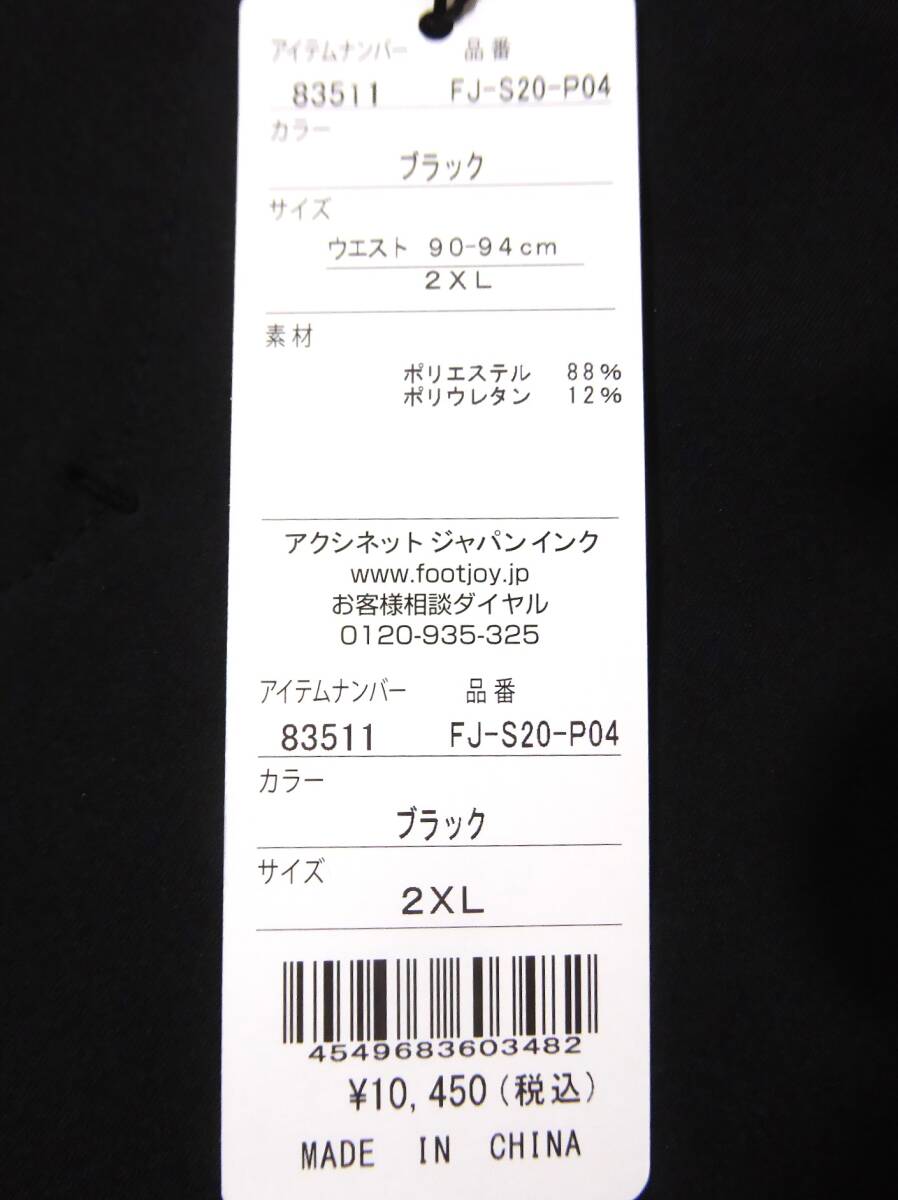 アイテムナンバー 品番
83511 FJ-S20-P04
カラー
ブラック
サイズ
ウエスト 90-94cm
2XL
素材
ポリエステル 88%
ポリウレタン 12%
アクシネット ジャパン インク
www.footjoy.jp
お客様相談ダイヤル
0120-935-325
アイテムナンバー 品番
83511 FJ-S20-P04
カラー
ブラック
サイズ
2XL
4549683603482
¥10,450(税込)
MADE IN CHINA